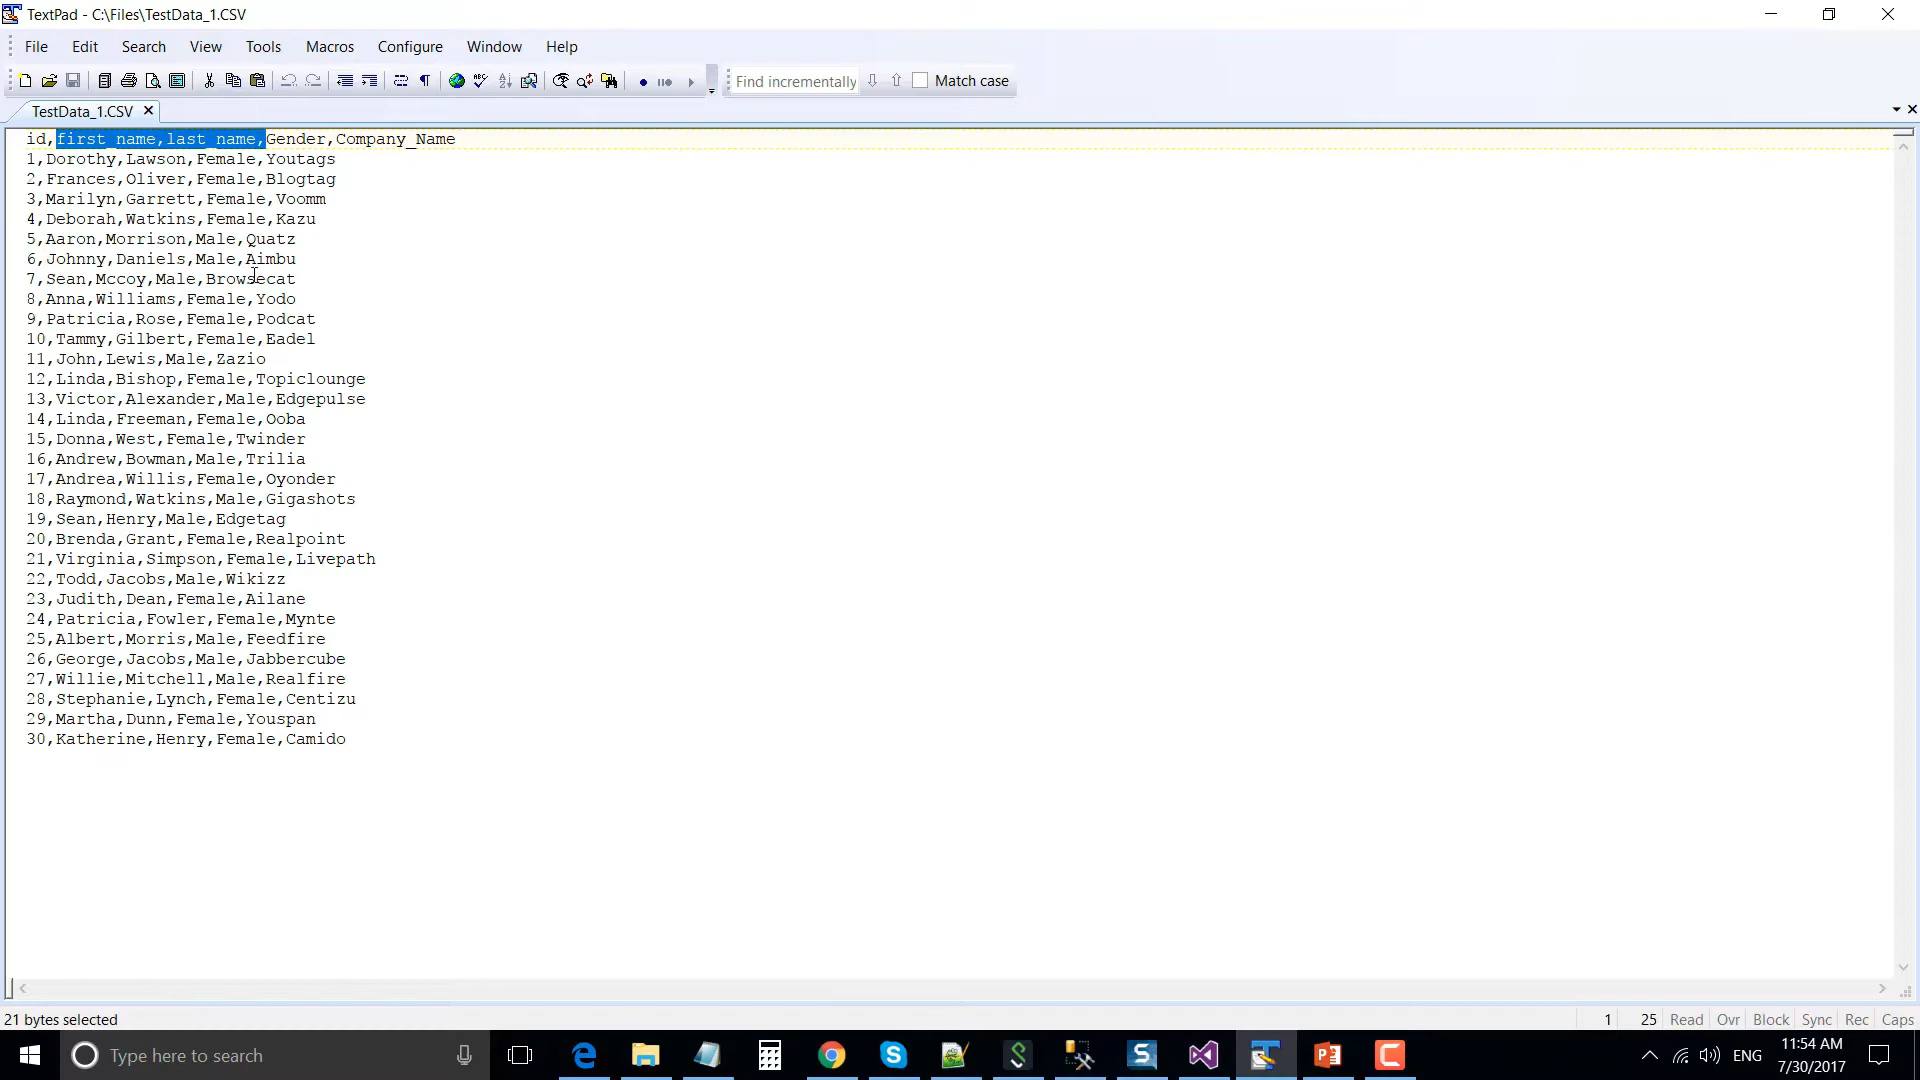 TextPad - C:\Files\TestData_1.CSV
File Edit Search View Tools Macros Configure Window Help
Find incrementally Match case
TestData_1.CSV
id,first_name,last_name,Gender,Company_Name
1,Dorothy,Lawson,Female,Youtags
2,Frances,Oliver,Female,Blogtag
3,Marilyn,Garrett,Female,Voomm
4,Deborah,Watkins,Female,Kazu
5,Aaron,Morrison,Male,Quatz
6,Johnny,Daniels,Male,Aimbu
7,Sean,Mccoy,Male,Browsecat
8,Anna,Williams,Female,Yodo
9,Patricia,Rose,Female,Podcat
10,Tammy,Gilbert,Female,Eadel
11,John,Lewis,Male,Zazio
12,Linda,Bishop,Female,Topiclounge
13,Victor,Alexander,Male,Edgepulse
14,Linda,Freeman,Female,Ooba
15,Donna,West,Female,Twinder
16,Andrew,Bowman,Male,Trilia
17,Andrea,Willis,Female,Oyonder
18,Raymond,Watkins,Male,Gigashots
19,Sean,Henry,Male,Edgetag
20,Brenda,Grant,Female,Realpoint
21,Virginia,Simpson,Female,Livepath
22,Todd,Jacobs,Male,Wikizz
23,Judith,Dean,Female,Ailane
24,Patricia,Fowler,Female,Mynte
25,Albert,Morris,Male,Feedfire
26,George,Jacobs,Male,Jabbercube
27,Willie,Mitchell,Male,Realfire
28,Stephanie,Lynch,Female,Centizu
29,Martha,Dunn,Female,Youspan
30,Katherine,Henry,Female,Camido
21 bytes selected 1 25 Read Ovr Block Sync Rec Caps
Type here to search ENG 11:54 AM
7/30/2017